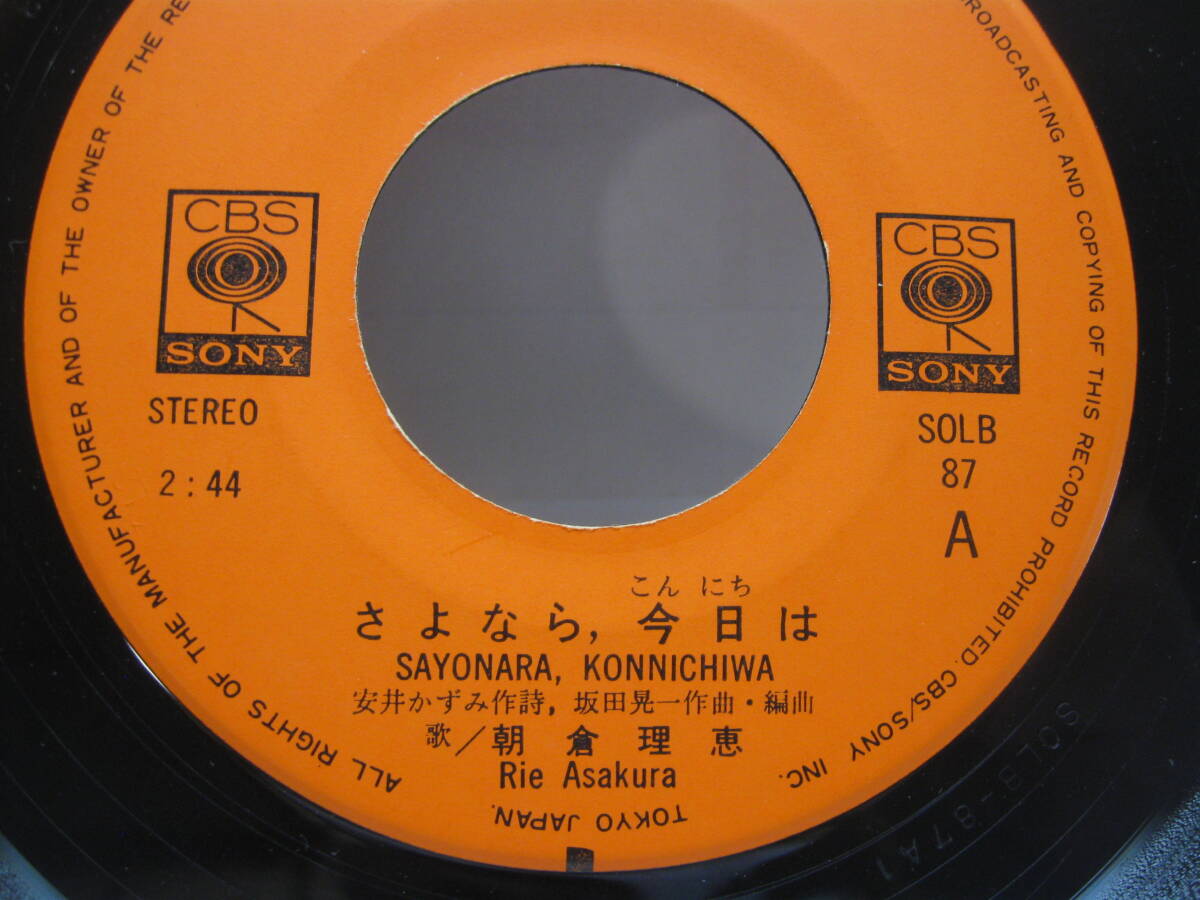 CBS
SONY
STEREO
2:44
CBS
SONY
SOLB
87
A
こん にち
さよなら, 今日は
SAYONARA, KONNICHIWA
安井かずみ作詩, 坂田晃一作曲・編曲
歌／朝倉理恵
Rie Asakura
ALL RIGHTS OF THE MANUFACTURER AND OF THE OWNER OF THE RE
ROADCASTING AND COPYING OF THIS RECORD PROHIBITED. CBS/SONY INC.
TOKYO JAPAN.
SOLB-87A1